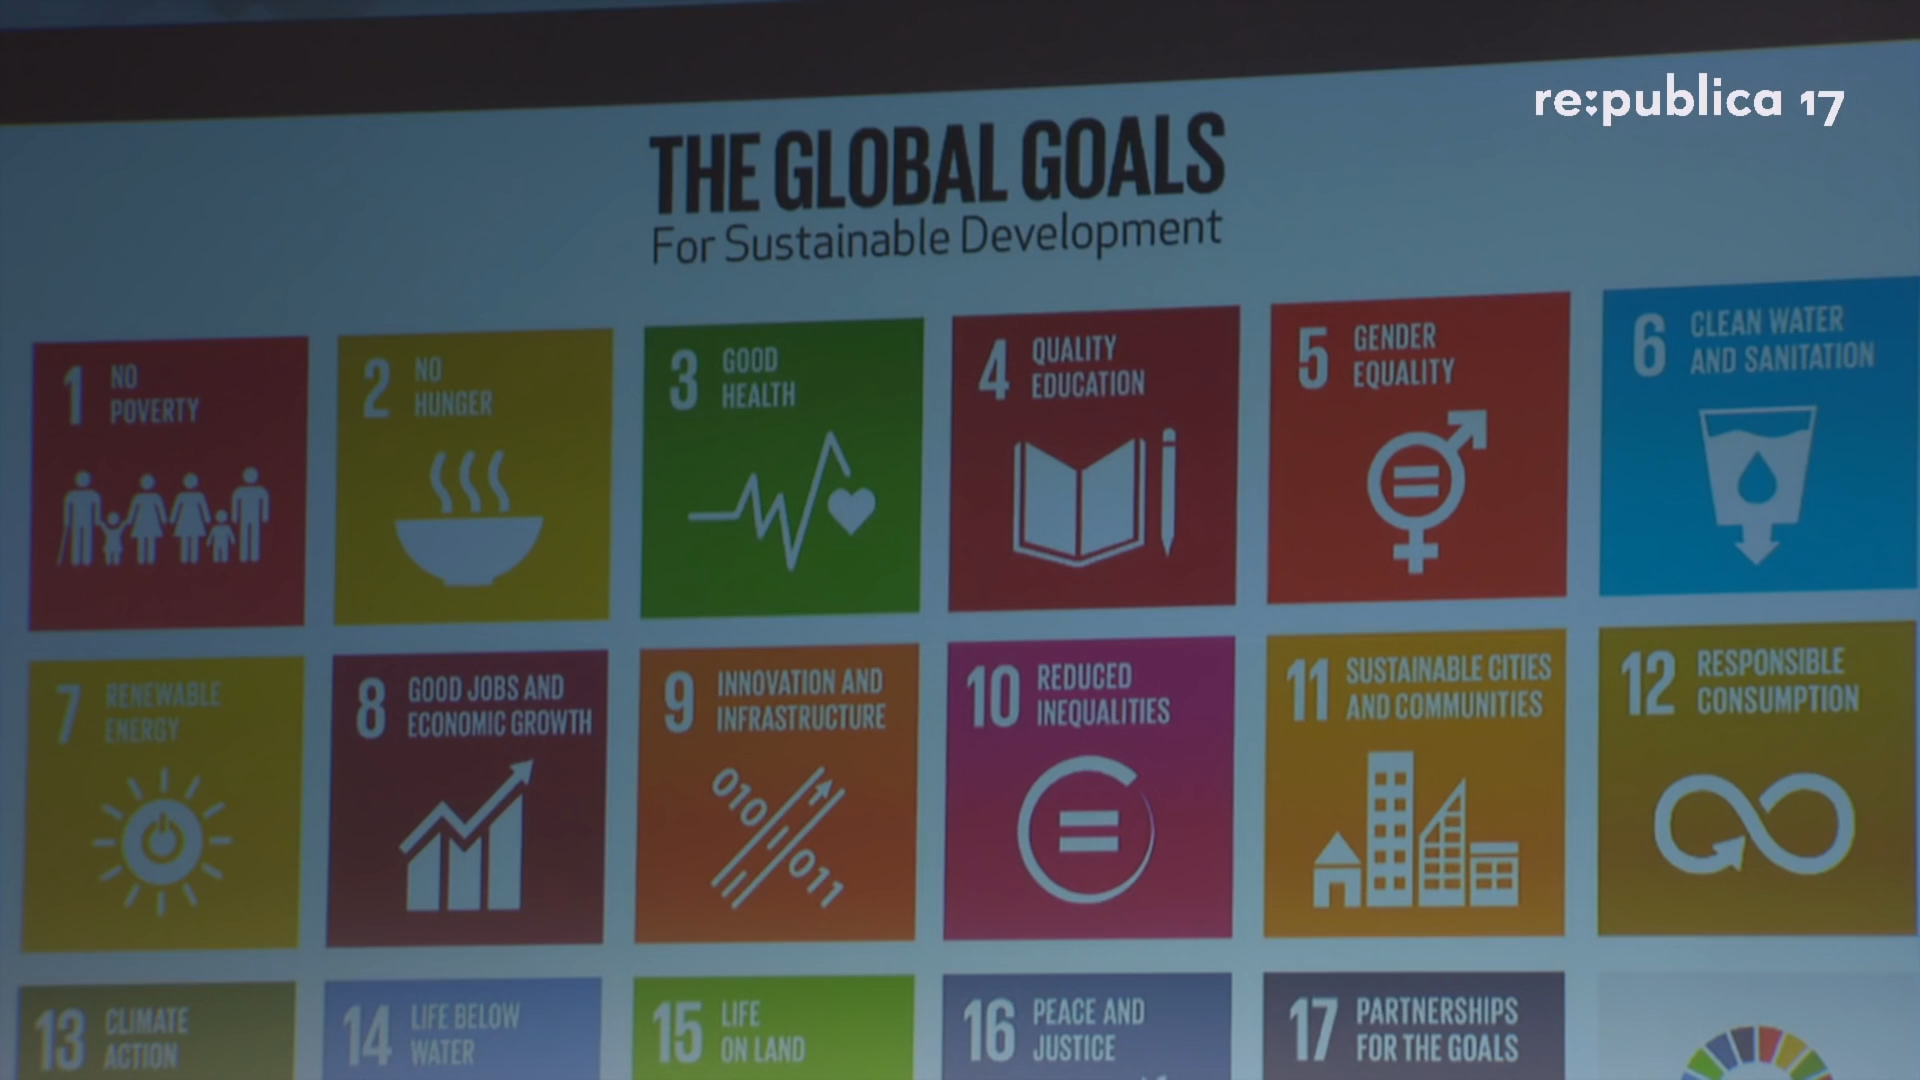 re:publica 17
THE GLOBAL GOALS
For Sustainable Development
1 NO
POVERTY
2 NO
HUNGER
3 GOOD
HEALTH
4 QUALITY
EDUCATION
5 GENDER
EQUALITY
6 CLEAN WATER
AND SANITATION
7 RENEWABLE
ENERGY
8 GOOD JOBS AND
ECONOMIC GROWTH
9 INNOVATION AND
INFRASTRUCTURE
010
011
10 REDUCED
INEQUALITIES
11 SUSTAINABLE CITIES
AND COMMUNITIES
12 RESPONSIBLE
CONSUMPTION
13 CLIMATE
ACTION
14 LIFE BELOW
WATER
15 LIFE
ON LAND
16 PEACE AND
JUSTICE
17 PARTNERSHIPS
FOR THE GOALS